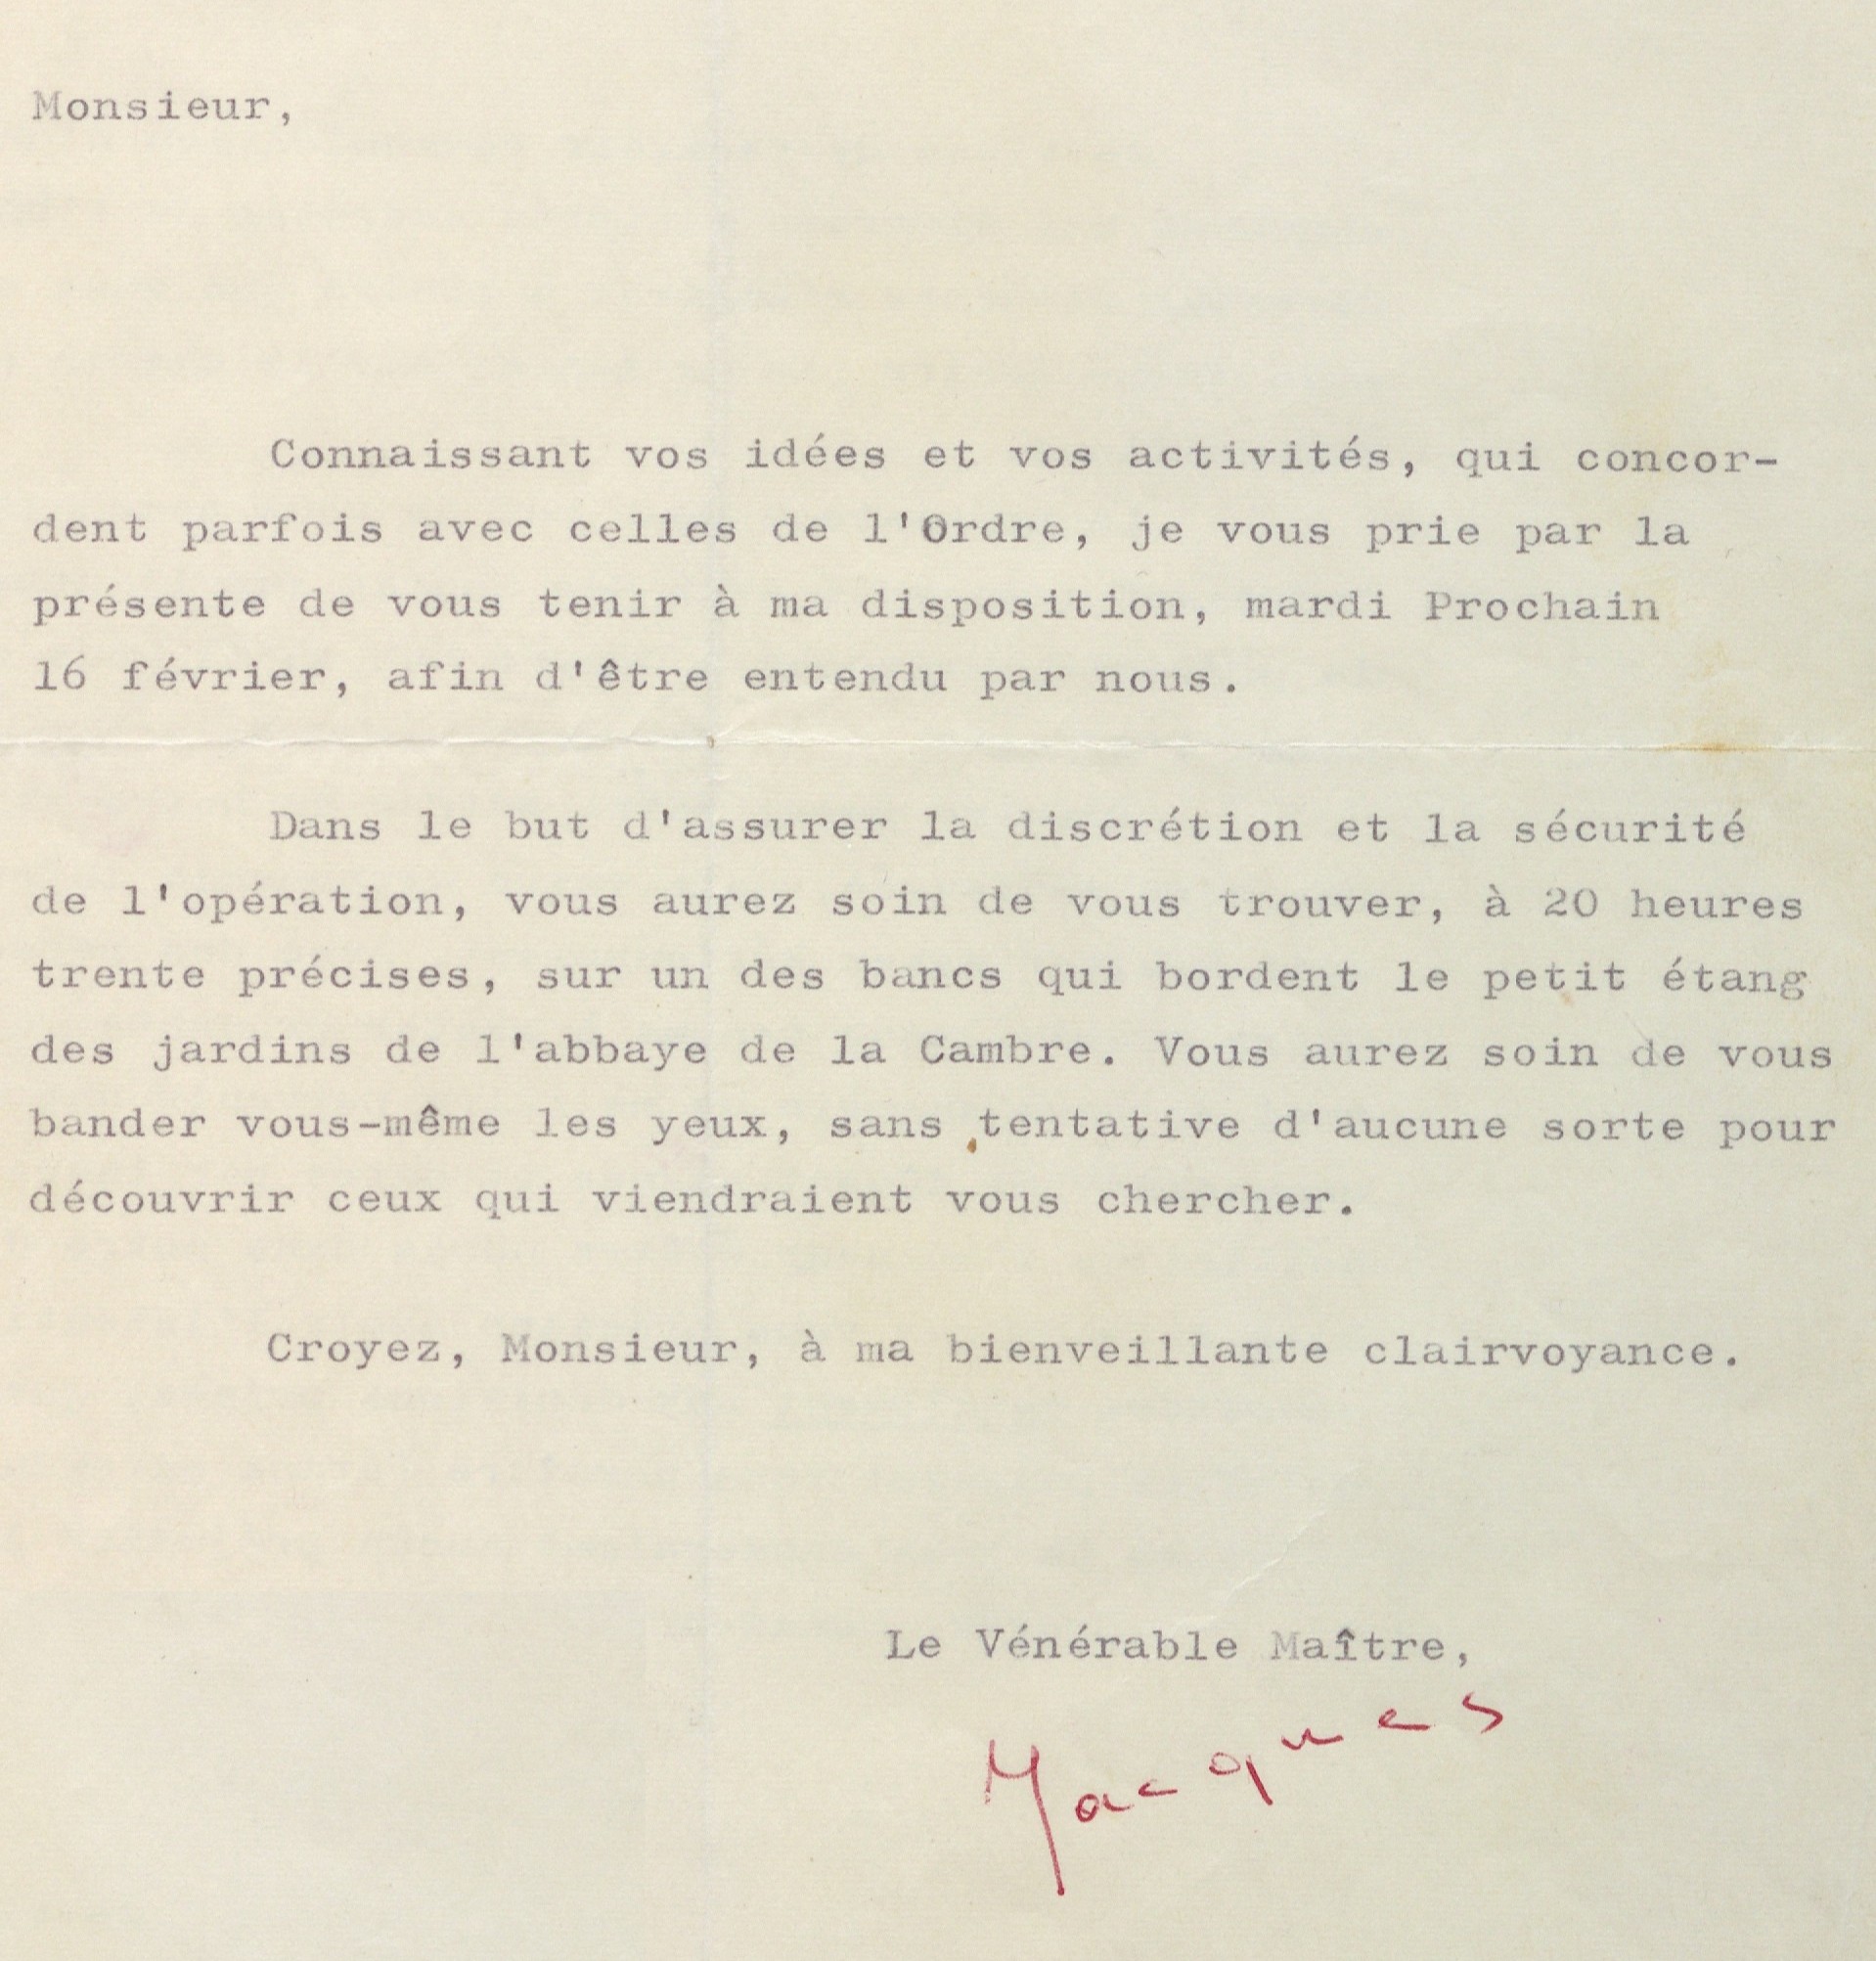 Monsieur,
Connaissant vos idées et vos activités, qui concor-
dent parfois avec celles de l'Ordre, je vous prie par la
présente de vous tenir à ma disposition, mardi Prochain
16 février, afin d'être entendu par nous.
Dans le but d'assurer la discrétion et la sécurité
de l'opération, vous aurez soin de vous trouver, à 20 heures
trente précises, sur un des bancs qui bordent le petit étang
des jardins de l'abbaye de la Cambre. Vous aurez soin de vous
bander vous-même les yeux, sans tentative d'aucune sorte pour
découvrir ceux qui viendraient vous chercher.
Croyez, Monsieur, à ma bienveillante clairvoyance.
Le Vénérable Maître,
Macques